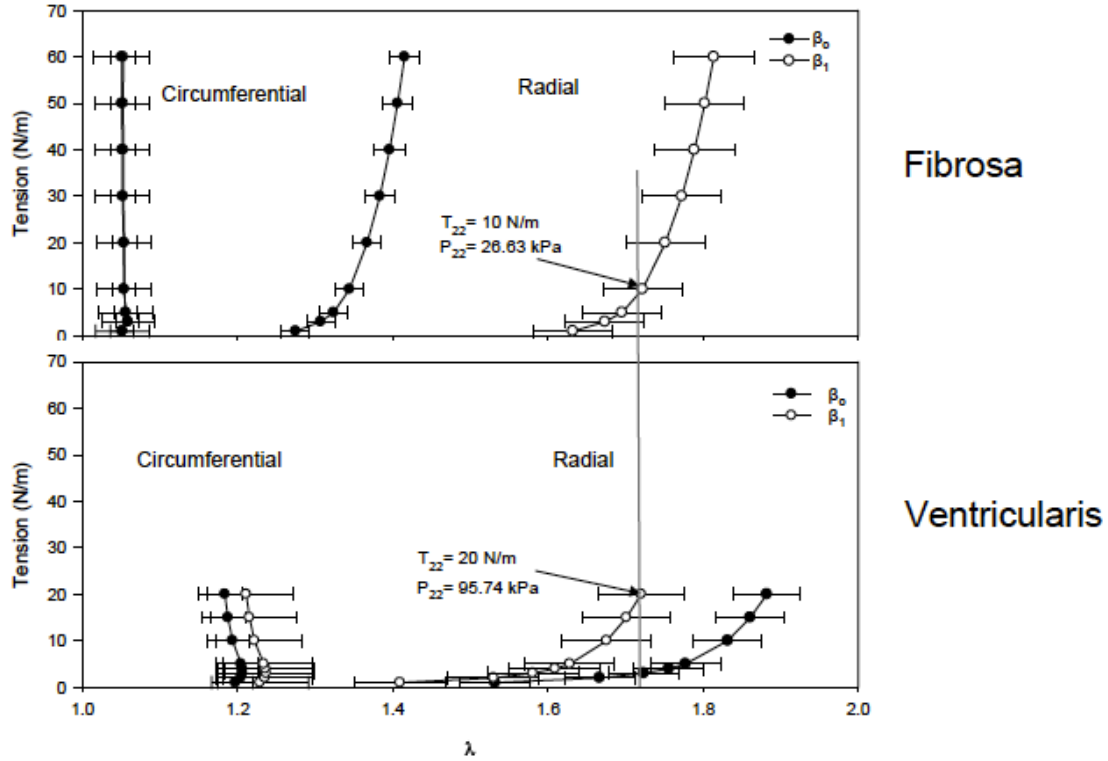 70
60
50
40
30
20
10
0
Tension (N/m)
Circumferential
Radial
β₀
β₁
T₂₂= 10 N/m
P₂₂= 26.63 kPa
Fibrosa
70
60
50
40
30
20
10
0
Tension (N/m)
Circumferential
Radial
β₀
β₁
T₂₂= 20 N/m
P₂₂= 95.74 kPa
Ventricularis
1.0 1.2 1.4 1.6 1.8 2.0
λ